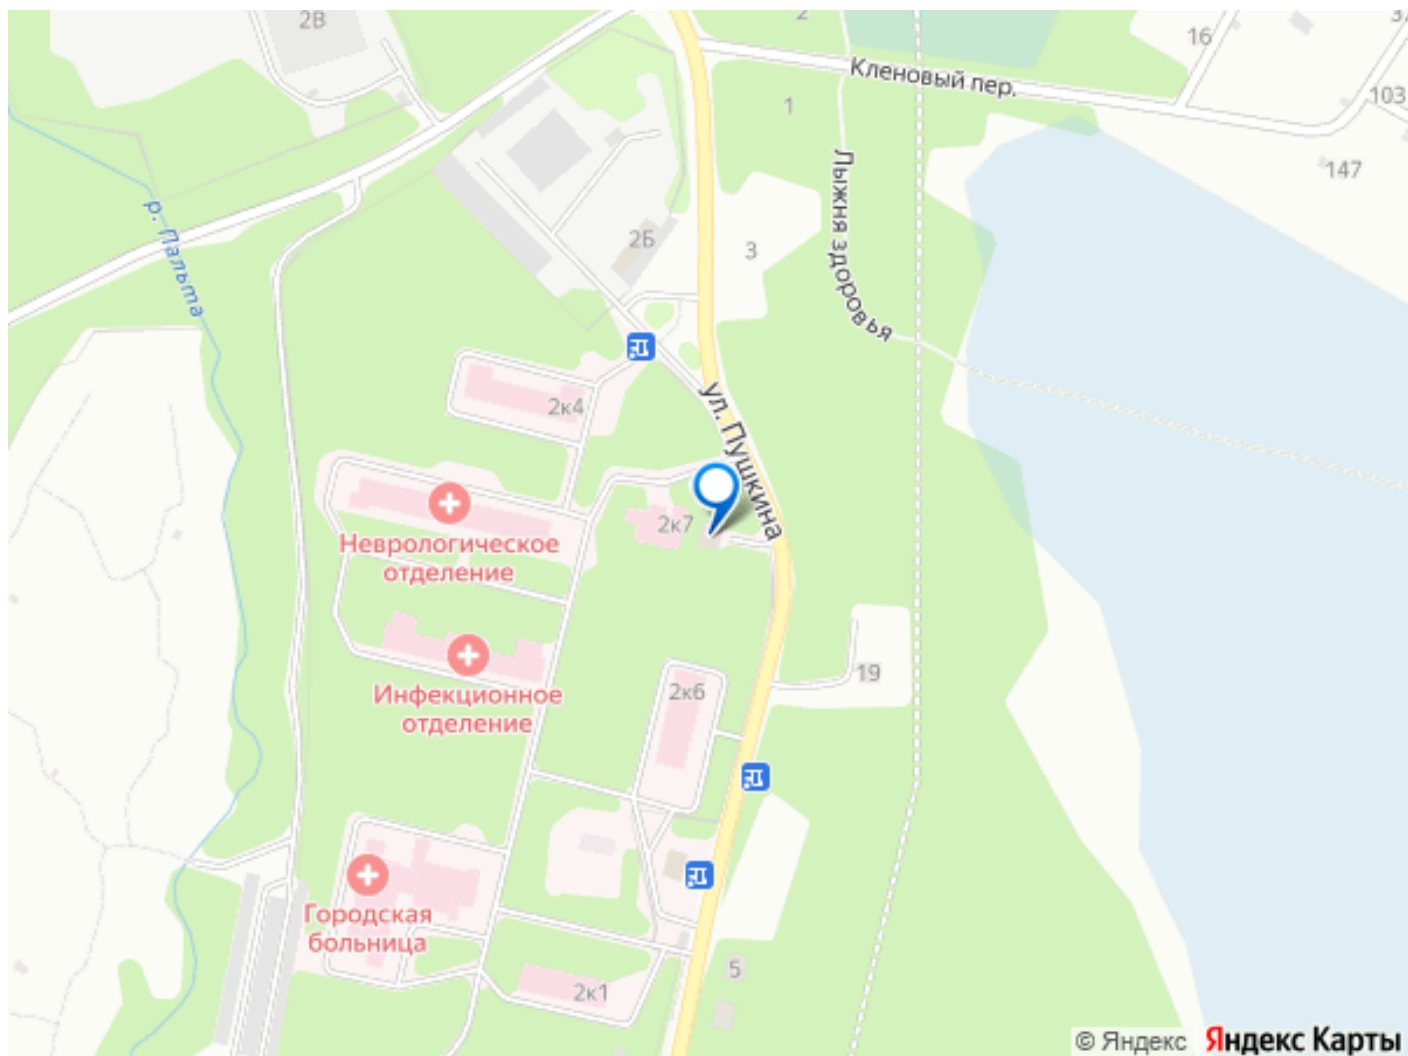 2В
2
16
Кленовый пер.
103
1
147
Лыжня здоровья
р. Пальта
2Б
3
ул. Пушкина
2к4
2к7
Неврологическое
отделение
19
2к6
Инфекционное
отделение
Городская
больница
5
2к1
© Яндекс Яндекс Карты